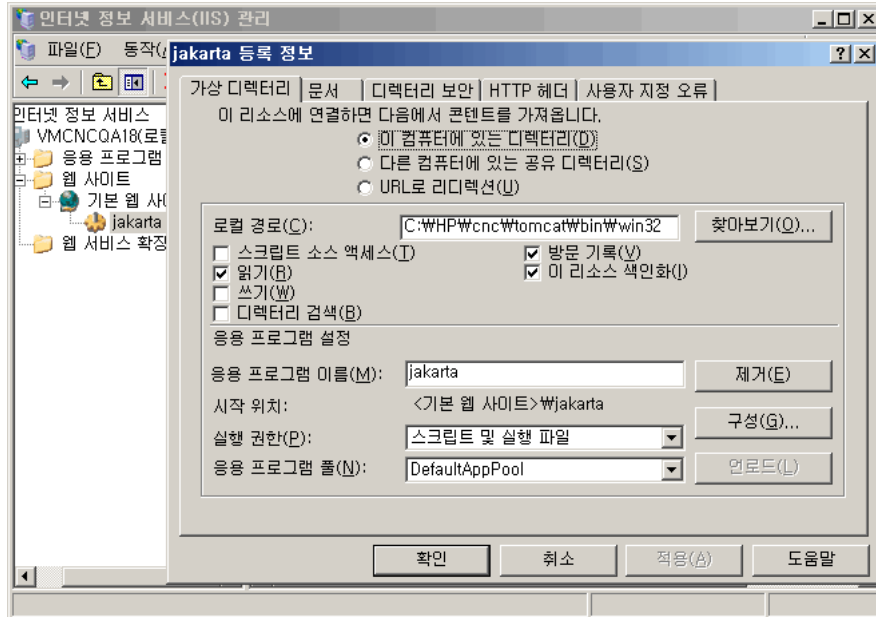 인터넷 정보 서비스(IIS) 관리
파일(F) 동작(
jakarta 등록 정보
인터넷 정보 서비스
VMCNCQA18(로컬
응용 프로그램
웹 사이트
기본 웹 사이
jakarta
웹 서비스 확장
가상 디렉터리 문서 디렉터리 보안 HTTP 헤더 사용자 지정 오류
이 리소스에 연결하면 다음에서 콘텐트를 가져옵니다.
이 컴퓨터에 있는 디렉터리(D)
다른 컴퓨터에 있는 공유 디렉터리(S)
URL로 리디렉션(U)
로컬 경로(C): C:₩HP₩cnc₩tomcat₩bin₩win32 찾아보기(O)...
스크립트 소스 액세스(T) 방문 기록(V)
읽기(R) 이 리소스 색인화(I)
쓰기(W)
디렉터리 검색(B)
응용 프로그램 설정
응용 프로그램 이름(M): jakarta 제거(E)
시작 위치: <기본 웹 사이트>₩jakarta
구성(G)...
실행 권한(P): 스크립트 및 실행 파일
응용 프로그램 풀(N): DefaultAppPool 언로드(L)
확인 취소 적용(A) 도움말